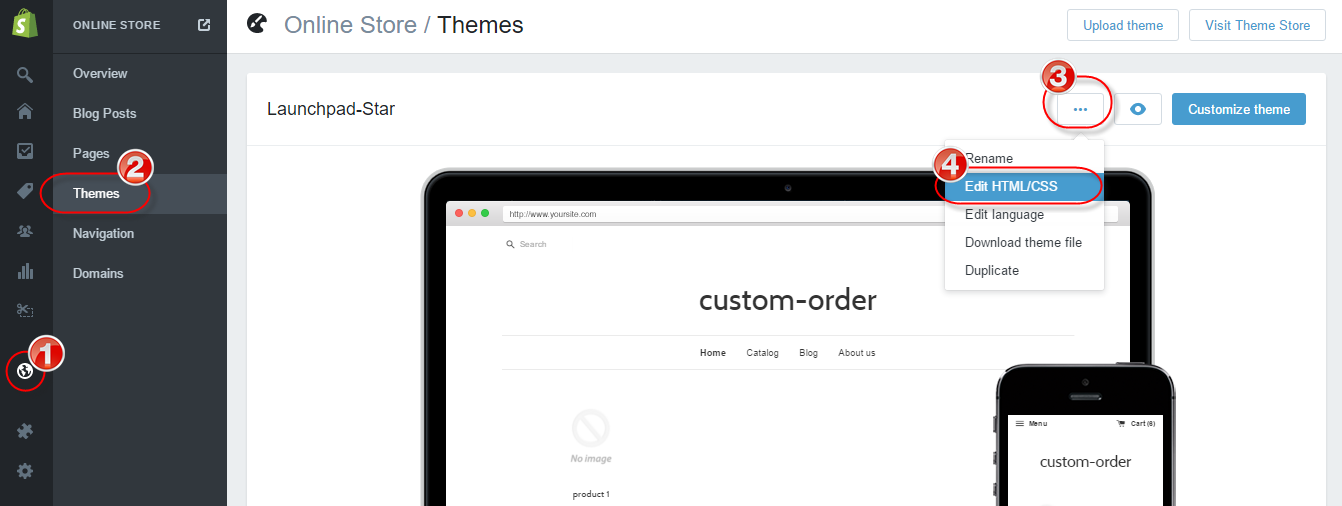 ONLINE STORE
Overview
Blog Posts
Pages
Themes
Navigation
Domains
1
2
Online Store / Themes
Upload theme
Visit Theme Store
Launchpad-Star
3
Customize theme
4
Rename
Edit HTML/CSS
Edit language
Download theme file
Duplicate
http://www.yoursite.com
Search
custom-order
Home Catalog Blog About us
No image
product 1
Menu Cart (6)
custom-order